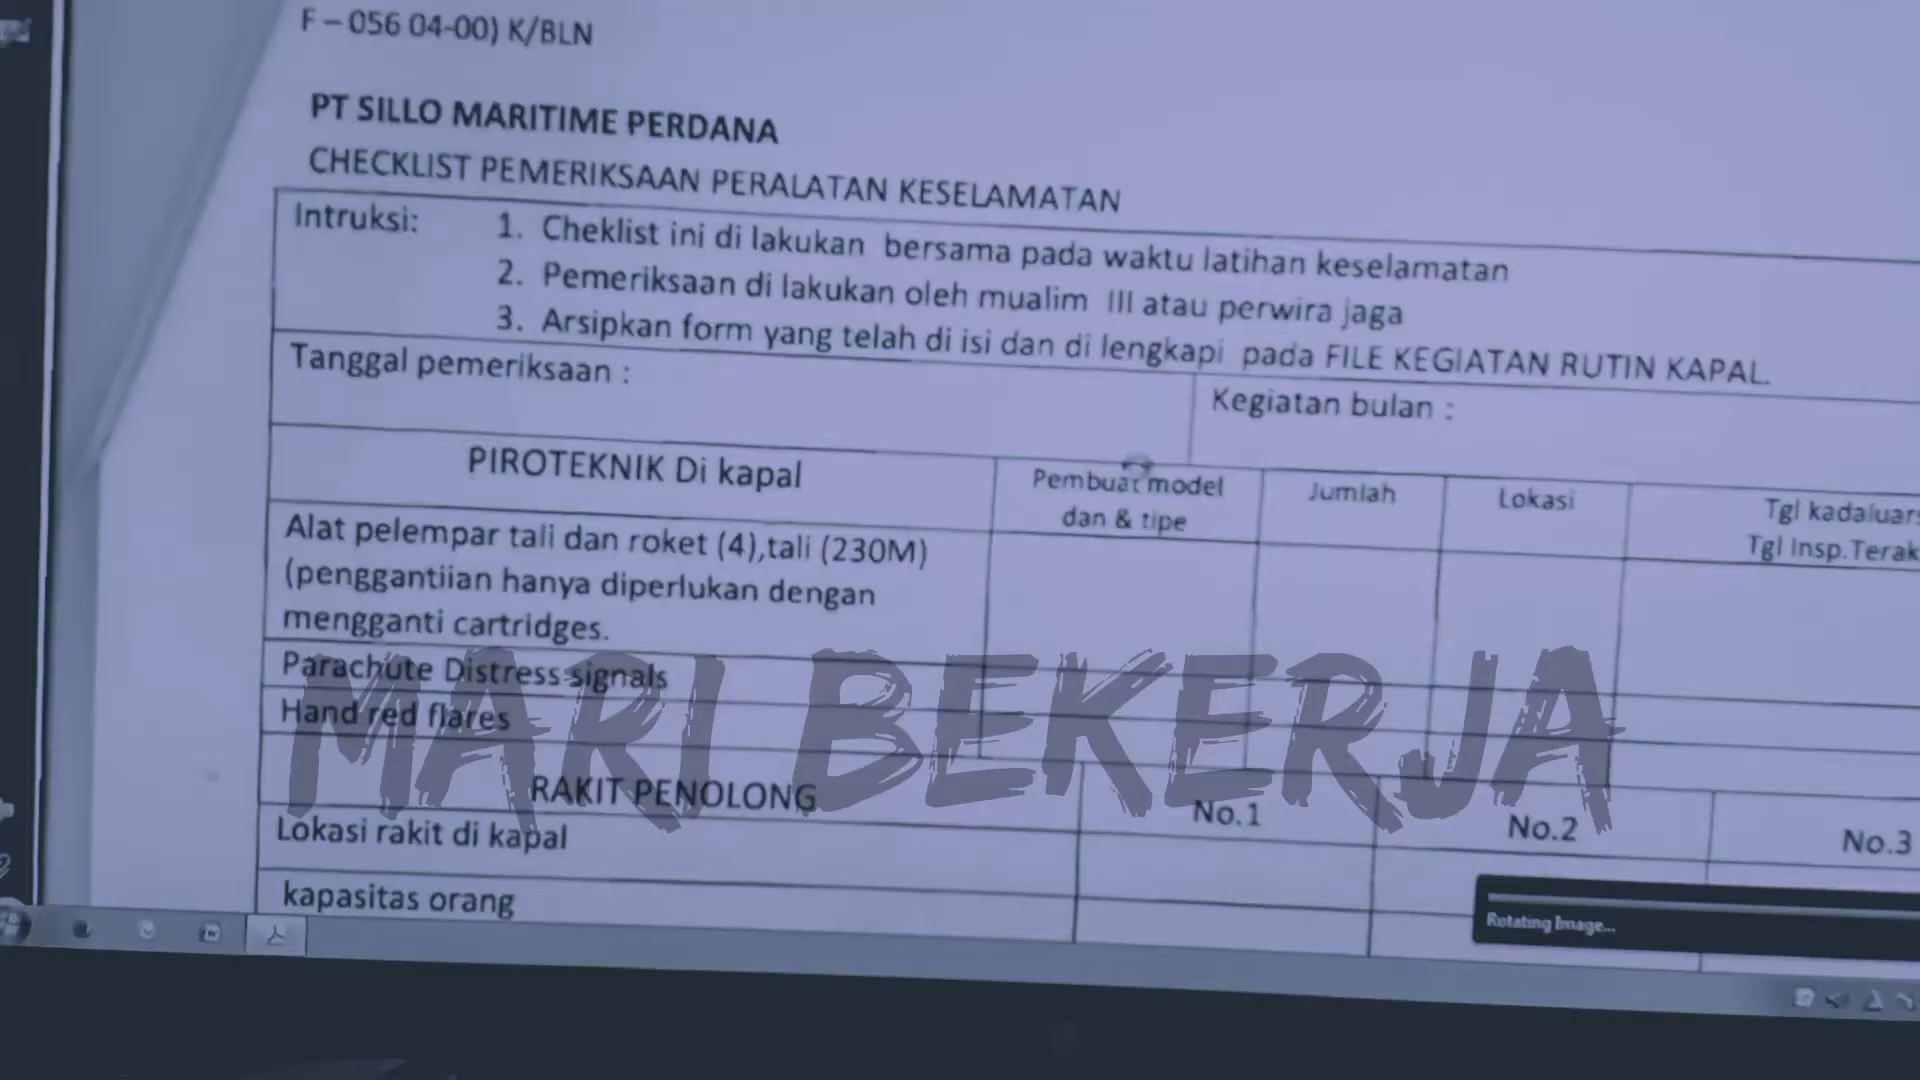 F – 056 04-00) K/BLN
PT SILLO MARITIME PERDANA
CHECKLIST PEMERIKSAAN PERALATAN KESELAMATAN
Intruksi:
1. Cheklist ini di lakukan bersama pada waktu latihan keselamatan
2. Pemeriksaan di lakukan oleh mualim III atau perwira jaga
3. Arsipkan form yang telah di isi dan di lengkapi pada FILE KEGIATAN RUTIN KAPAL.
Tanggal pemeriksaan :
Kegiatan bulan :
PIROTEKNIK Di kapal
Pembuat model
dan & tipe
Jumlah
Lokasi
Tgl kadaluars
Tgl Insp.Terak
Alat pelempar tali dan roket (4),tali (230M)
(penggantiian hanya diperlukan dengan
mengganti cartridges.
Parachute Distress signals
Hand red flares
MARI BEKERJA
RAKIT PENOLONG
No.1
No.2
No.3
Lokasi rakit di kapal
kapasitas orang
Rotating Image...